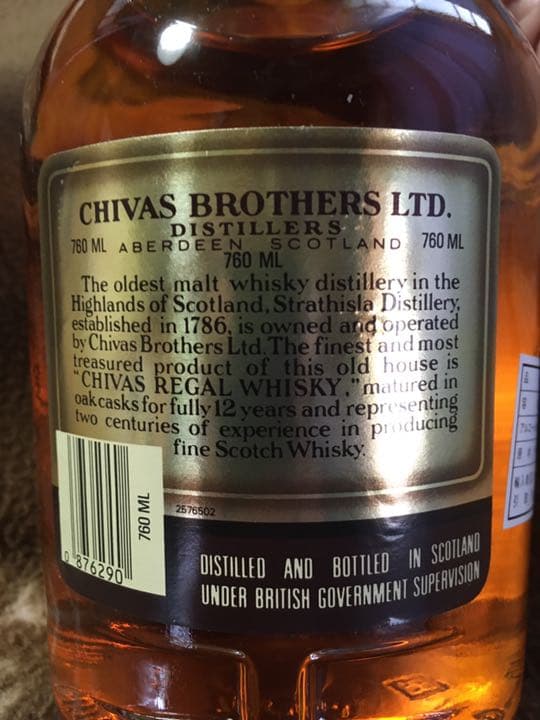 CHIVAS BROTHERS LTD.
DISTILLERS
760 ML ABERDEEN SCOTLAND 760 ML
760 ML
The oldest malt whisky distillery in the
Highlands of Scotland, Strathisla Distillery,
established in 1786, is owned and operated
by Chivas Brothers Ltd. The finest and most
treasured product of this old house is
"CHIVAS REGAL WHISKY," matured in
oak casks for fully 12 years and representing
two centuries of experience in producing
fine Scotch Whisky.
760 ML
2576502
0 876290
DISTILLED AND BOTTLED IN SCOTLAND
UNDER BRITISH GOVERNMENT SUPERVISION